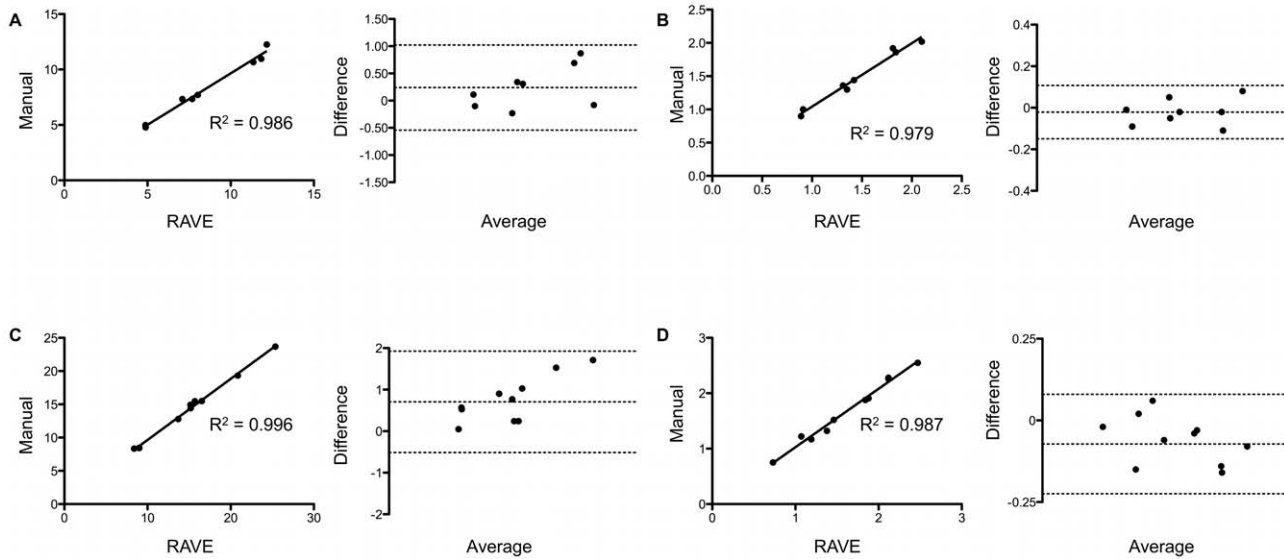 A
Manual
15
10
5
0
R² = 0.986
0 5 10 15
RAVE
Difference
1.50
1.00
0.50
0
-0.50
-1.00
-1.50
Average
B
Manual
2.5
2.0
1.5
1.0
0.5
0.0
R² = 0.979
0.0 0.5 1.0 1.5 2.0 2.5
RAVE
Difference
0.4
0.2
0
-0.2
-0.4
Average
C
Manual
25
20
15
10
5
0
R² = 0.996
0 10 20 30
RAVE
Difference
2
1
0
1
-2
Average
D
Manual
3
2
1
0
R² = 0.987
0 1 2 3
RAVE
Difference
0.25
0
-0.25
Average